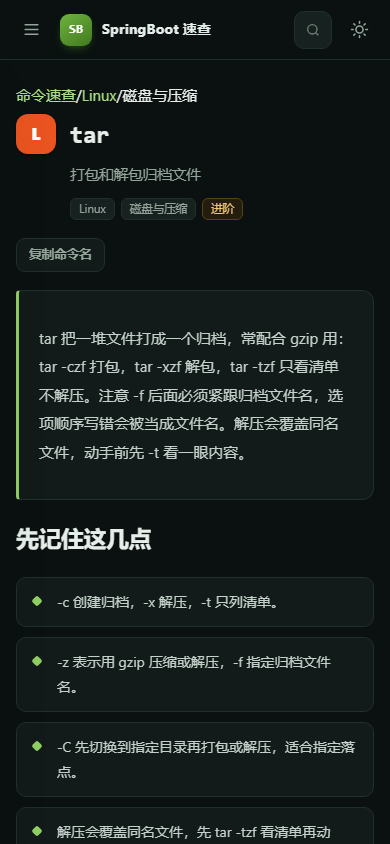 SB SpringBoot 速查
命令速查/Linux/磁盘与压缩
L tar
打包和解包归档文件
Linux 磁盘与压缩 进阶
复制命令名
tar 把一堆文件打成一个归档，常配合 gzip 用：
tar -czf 打包，tar -xzf 解包，tar -tzf 只看清单
不解压。注意 -f 后面必须紧跟归档文件名，选
项顺序写错会被当成文件名。解压会覆盖同名
文件，动手前先 -t 看一眼内容。
先记住这几点
-c 创建归档，-x 解压，-t 只列清单。
-z 表示用 gzip 压缩或解压，-f 指定归档文件
名。
-C 先切换到指定目录再打包或解压，适合指定落
点。
解压会覆盖同名文件，先 tar -tzf 看清单再动